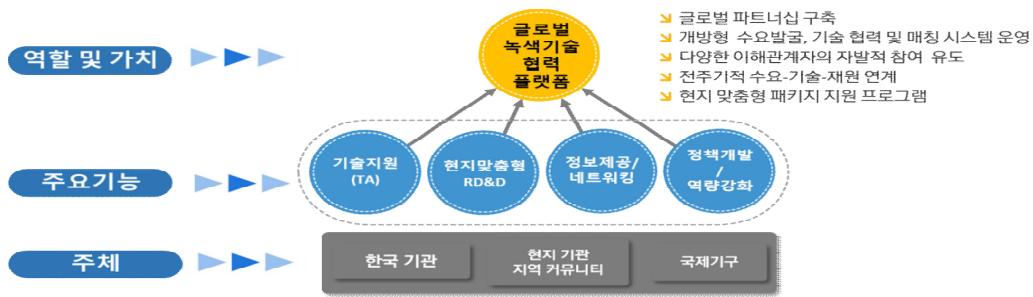 역할 및 가치
글로벌
녹색기술
협력
플랫폼
글로벌 파트너십 구축
개방형 수요발굴, 기술 협력 및 매칭 시스템 운영
다양한 이해관계자의 자발적 참여 유도
전주기적 수요-기술-재원 연계
현지 맞춤형 패키지 지원 프로그램
주요기능
기술지원
(TA)
현지맞춤형
RD&D
정보제공/
네트워킹
정책개발
/
역량강화
주체
한국 기관
현지 기관
지역 커뮤니티
국제기구